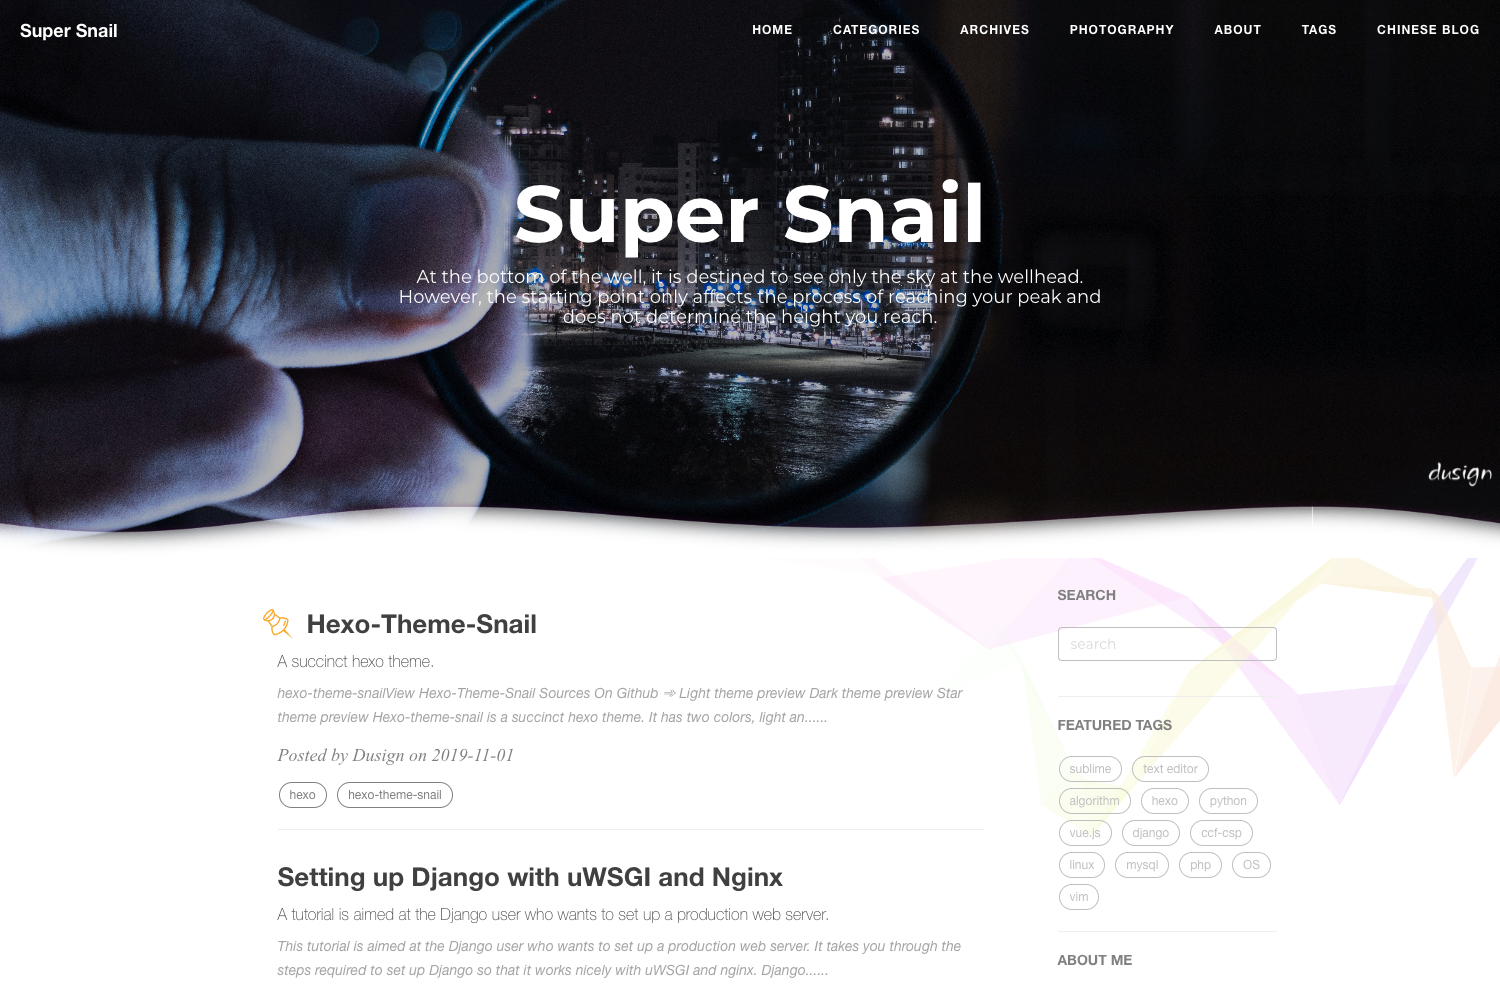 Super Snail
HOME CATEGORIES ARCHIVES PHOTOGRAPHY ABOUT TAGS CHINESE BLOG
Super Snail
At the bottom of the well, it is destined to see only the sky at the wellhead.
However, the starting point only affects the process of reaching your peak and
does not determine the height you reach.
dusign
Hexo-Theme-Snail
A succinct hexo theme.
hexo-theme-snailView Hexo-Theme-Snail Sources On Github ➾ Light theme preview Dark theme preview Star
theme preview Hexo-theme-snail is a succinct hexo theme. It has two colors, light an......
Posted by Dusign on 2019-11-01
hexo hexo-theme-snail
Setting up Django with uWSGI and Nginx
A tutorial is aimed at the Django user who wants to set up a production web server.
This tutorial is aimed at the Django user who wants to set up a production web server. It takes you through the
steps required to set up Django so that it works nicely with uWSGI and nginx. Django......
SEARCH
search
FEATURED TAGS
sublime text editor
algorithm hexo python
vue.js django ccf-csp
linux mysql php OS
vim
ABOUT ME